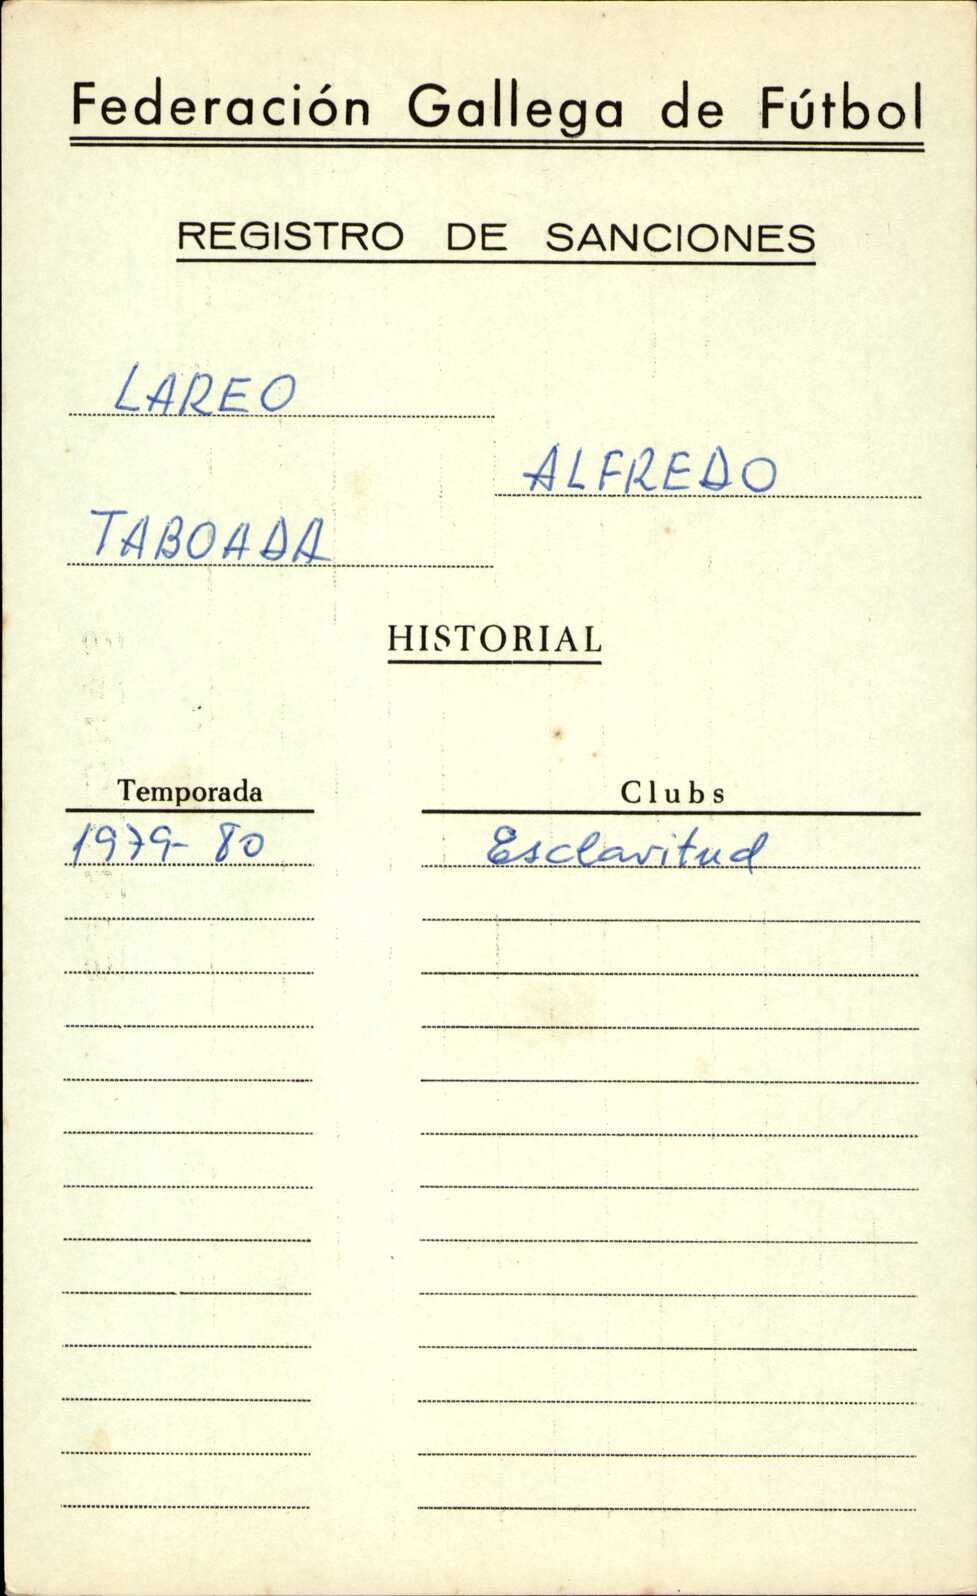 Federación Gallega de Fútbol
REGISTRO DE SANCIONES
LAREO
ALFREDO
TABOADA
HISTORIAL
Temporada Clubs
1979-80 Esclavitud